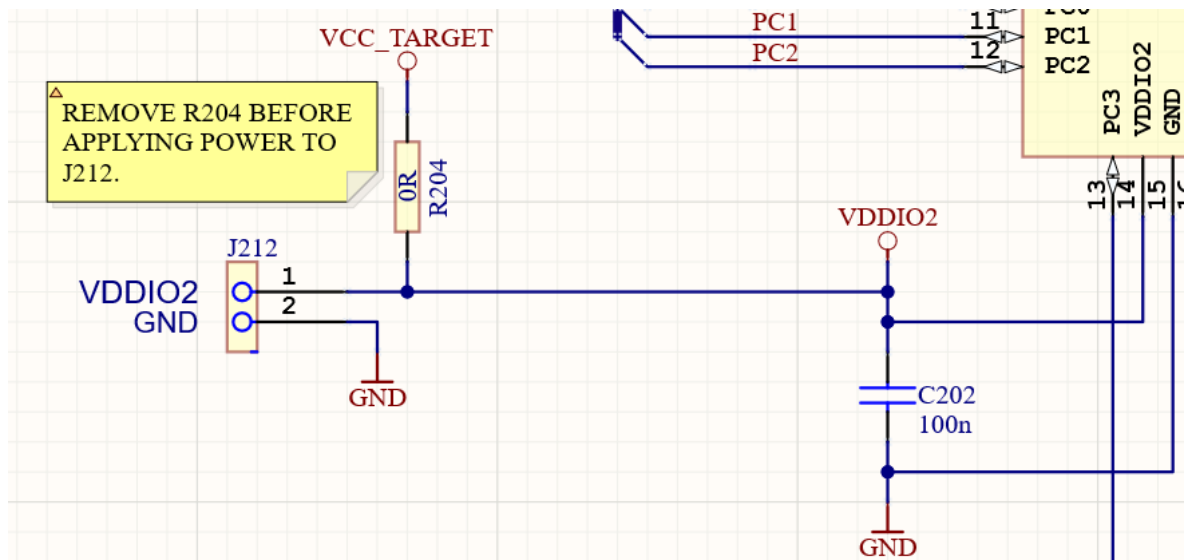 PC1
11
PC1
PC2
12
PC2
VCC_TARGET
REMOVE R204 BEFORE
APPLYING POWER TO
J212.
0R
R204
PC3
VDDIO2
GND
13
14
15
VDDIO2
J212
VDDIO2
1
GND
2
GND
C202
100n
GND